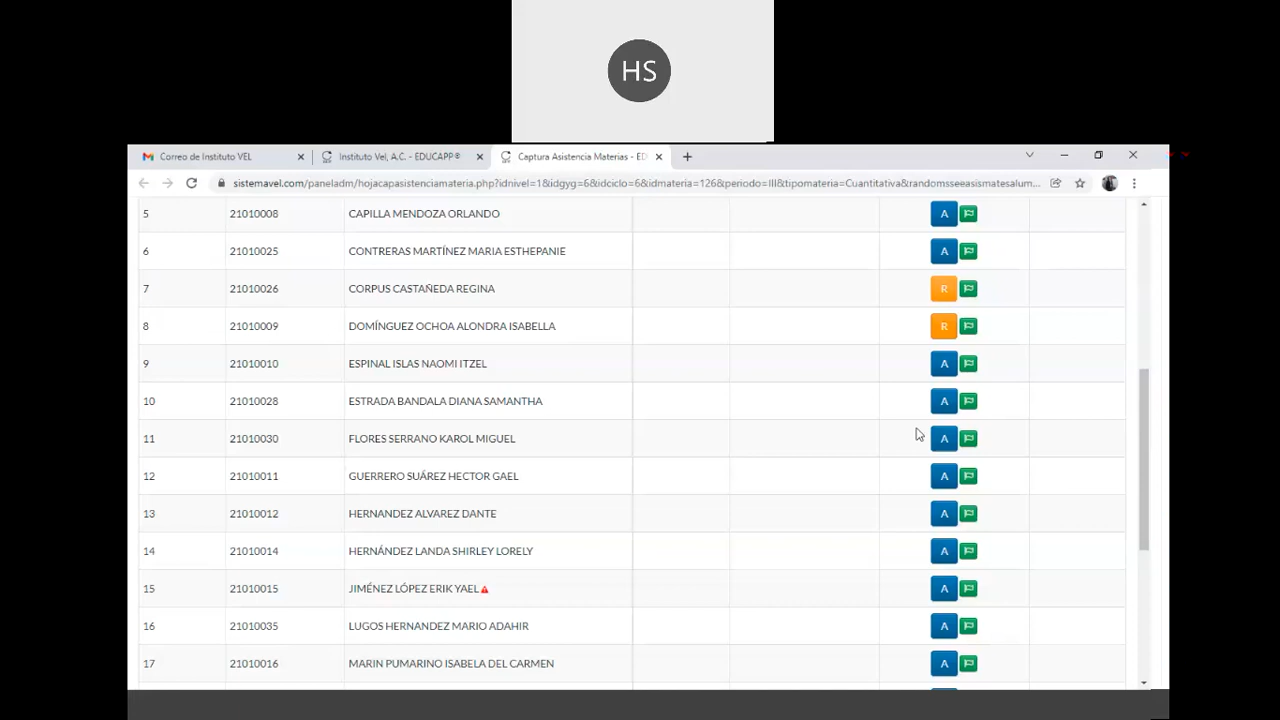 HS
Correo de Instituto VEL
Instituto Vel, A.C. - EDUCAPP®
Captura Asistencia Materias - ED
sistemavel.com/paneladm/hojacapasistenciamateria.php?idnivel=1&idgyg=6&idciclo=6&idmateria=126&periodo=III&tipomateria=Cuantitativa&randomsseeasismatesalum...
5 21010008 CAPILLA MENDOZA ORLANDO A
6 21010025 CONTRERAS MARTÍNEZ MARIA ESTHEPANIE A
7 21010026 CORPUS CASTAÑEDA REGINA R
8 21010009 DOMÍNGUEZ OCHOA ALONDRA ISABELLA R
9 21010010 ESPINAL ISLAS NAOMI ITZEL A
10 21010028 ESTRADA BANDALA DIANA SAMANTHA A
11 21010030 FLORES SERRANO KAROL MIGUEL A
12 21010011 GUERRERO SUÁREZ HECTOR GAEL A
13 21010012 HERNANDEZ ALVAREZ DANTE A
14 21010014 HERNÁNDEZ LANDA SHIRLEY LORELY A
15 21010015 JIMÉNEZ LÓPEZ ERIK YAEL A
16 21010035 LUGOS HERNANDEZ MARIO ADAHIR A
17 21010016 MARIN PUMARINO ISABELA DEL CARMEN A